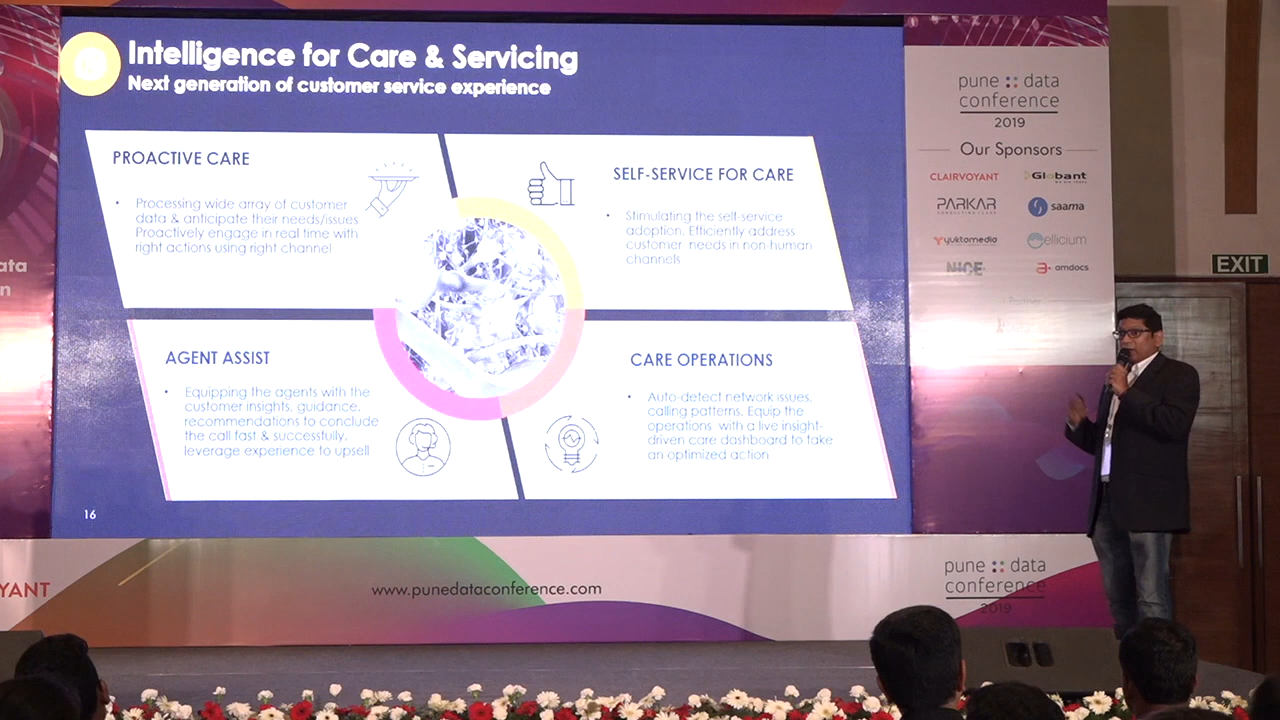 Intelligence for Care & Servicing
Next generation of customer service experience
PROACTIVE CARE
• Processing wide array of customer
data & anticipate their needs/issues
Proactively engage in real time with
right actions using right channel
SELF-SERVICE FOR CARE
• Stimulating the self-service
adoption. Efficiently address
customer needs in non-human
channels
AGENT ASSIST
• Equipping the agents with the
customer insights, guidance,
recommendations to conclude
the call fast & successfully,
leverage experience to upsell
CARE OPERATIONS
• Auto-detect network issues,
calling patterns. Equip the
operations with a live insight-
driven care dashboard to take
an optimized action
16
pune data
conference
2019
Our Sponsors
CLAIRVOYANT
Globant
PARKAR
saama
yuktamedia
ellicium
NICE
amdocs
EXIT
ata
n
YANT
www.punedataconference.com
pune data
conference
2019